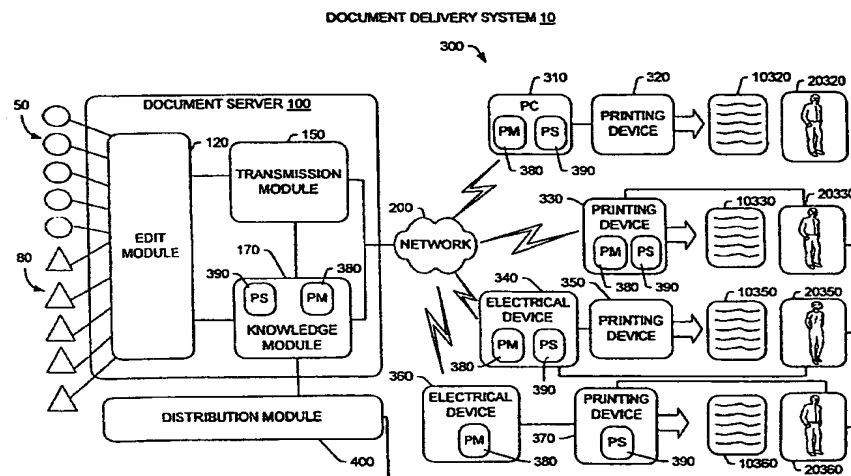 DOCUMENT DELIVERY SYSTEM 10
300
310
320
10320
20320
50
DOCUMENT SERVER 100
120
150
PC
PM
PS
PRINTING DEVICE
380
390
TRANSMISSION MODULE
200
330
10330
20330
EDIT MODULE
NETWORK
PRINTING DEVICE
PM
PS
170
80
390
380
340
350
380
390
10350
20350
PS
PM
KNOWLEDGE MODULE
ELECTRICAL DEVICE
PM
PS
PRINTING DEVICE
380
390
360
DISTRIBUTION MODULE
400
ELECTRICAL DEVICE
PM
380
PRINTING DEVICE
370
PS
390
10360
20360